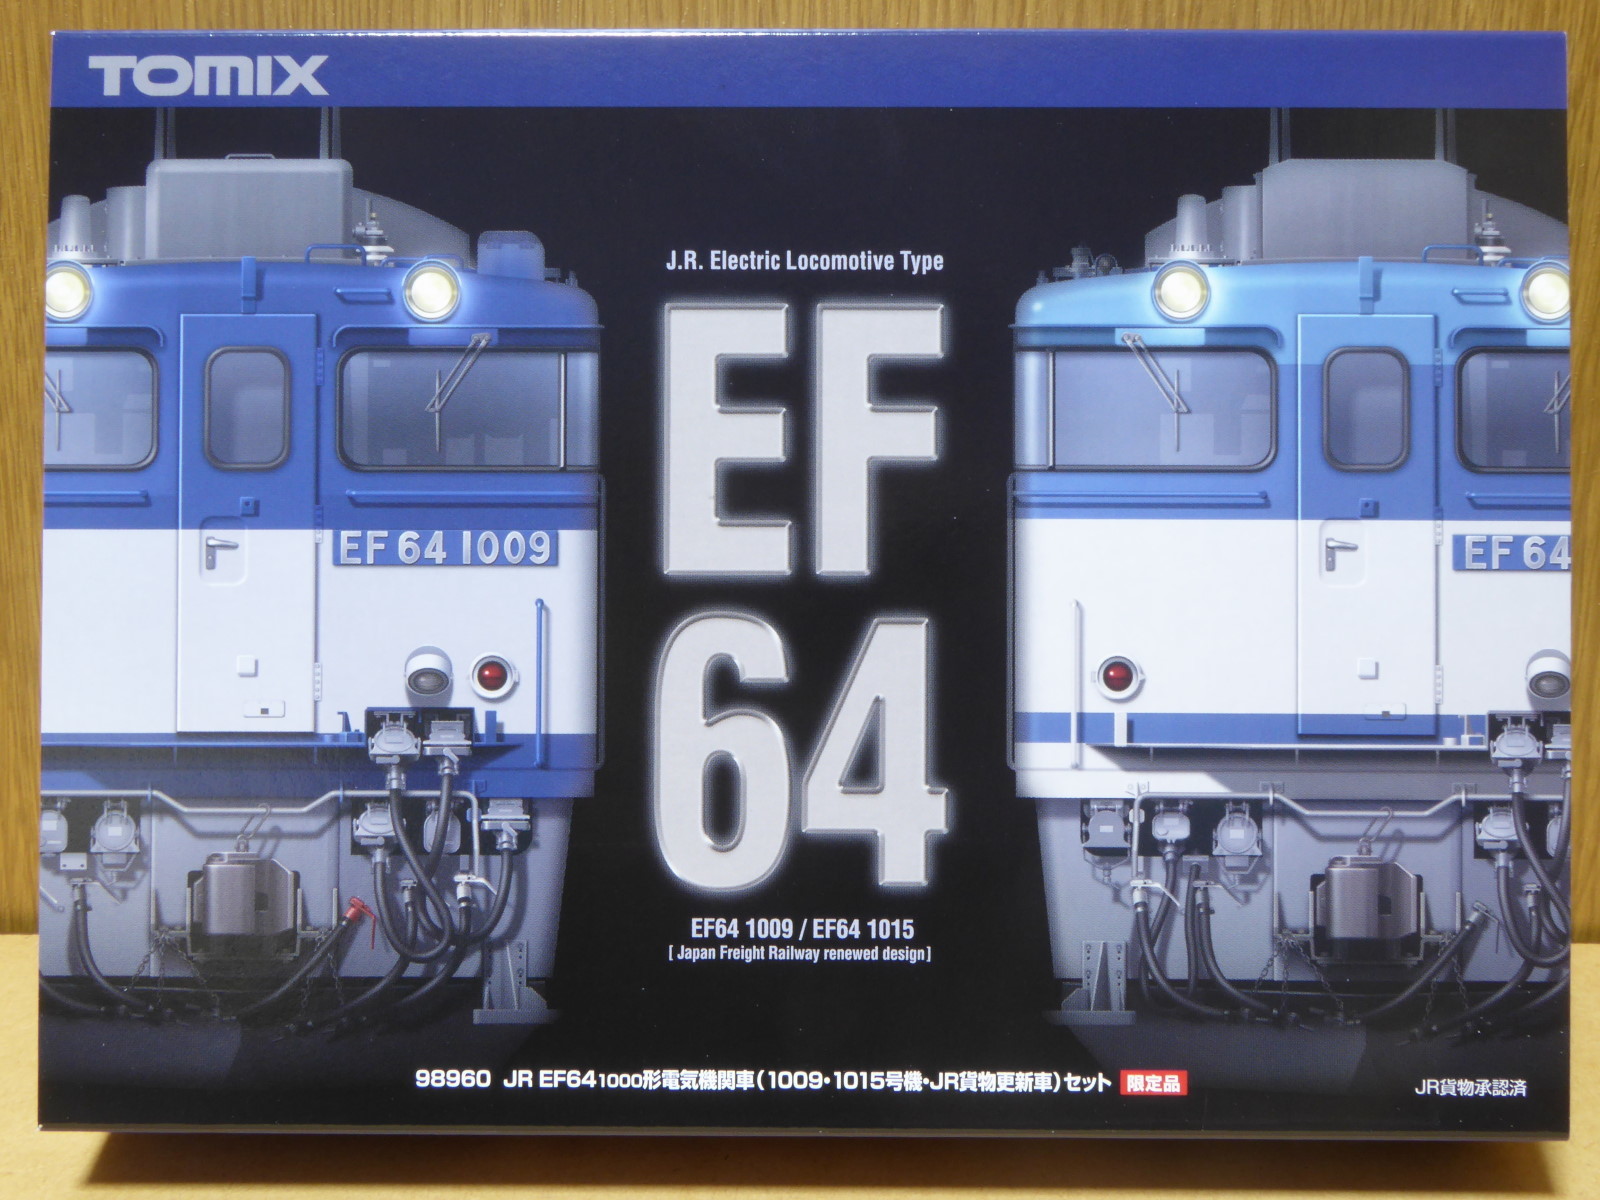 TOMIX
J.R. Electric Locomotive Type
EF
64
EF 64 1009
EF 64
EF64 1009 / EF64 1015
[ Japan Freight Railway renewed design ]
98960 JR EF64 1000形電気機関車(1009・1015号機・JR貨物更新車)セット 限定品
JR貨物承認済